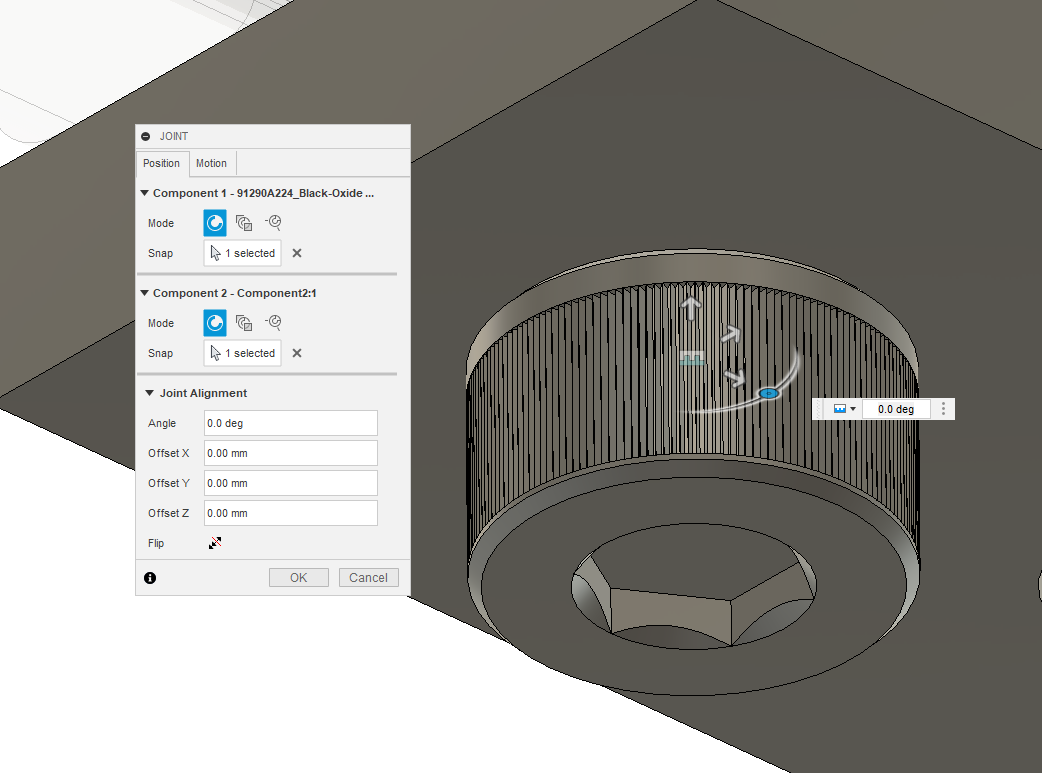 JOINT
Position Motion
Component 1 - 91290A224_Black-Oxide ...
Mode
Snap 1 selected
Component 2 - Component2:1
Mode
Snap 1 selected
Joint Alignment
Angle 0.0 deg
0.0 deg
Offset X 0.00 mm
Offset Y 0.00 mm
Offset Z 0.00 mm
Flip
OK Cancel